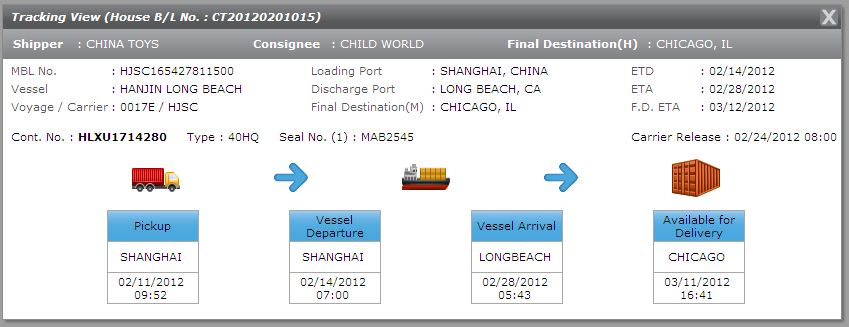 Tracking View (House B/L No. : CT20120201015) X
Shipper : CHINA TOYS Consignee : CHILD WORLD Final Destination(H) : CHICAGO, IL
MBL No. : HJSC165427811500 Loading Port : SHANGHAI, CHINA ETD : 02/14/2012
Vessel : HANJIN LONG BEACH Discharge Port : LONG BEACH, CA ETA : 02/28/2012
Voyage / Carrier : 0017E / HJSC Final Destination(M) : CHICAGO, IL F.D. ETA : 03/12/2012
Cont. No. : HLXU1714280 Type : 40HQ Seal No. (1) : MAB2545 Carrier Release : 02/24/2012 08:00
Pickup
SHANGHAI
02/11/2012
09:52
Vessel
Departure
SHANGHAI
02/14/2012
07:00
Vessel Arrival
LONGBEACH
02/28/2012
05:43
Available for
Delivery
CHICAGO
03/11/2012
16:41